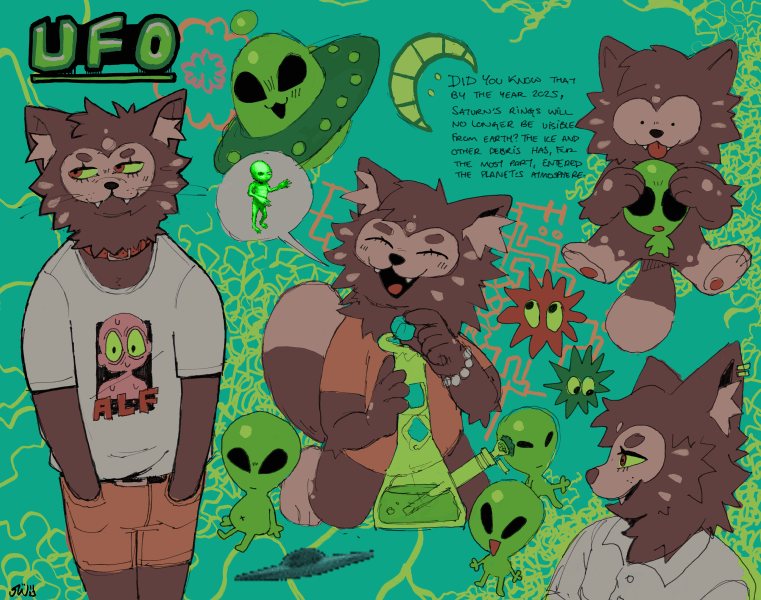 UFO
DID YOU KNOW THAT
BY THE YEAR 2025,
SATURN'S RINGS WILL
NO LONGER BE VISIBLE
FROM EARTH? THE ICE AND
OTHER DEBRIS HAS, FOR
THE MOST PART, ENTERED
THE PLANETS ATMOSPHERE.
ALF